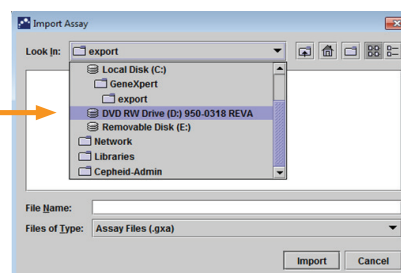 Import Assay
Look In: export
Local Disk (C:)
GeneXpert
export
DVD RW Drive (D:) 950-0318 REVA
Removable Disk (E:)
Network
Libraries
Cepheid-Admin
File Name:
Files of Type: Assay Files (.gxa)
Import Cancel